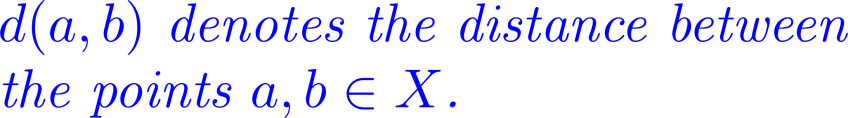 d(a, b) denotes the distance between
the points a, b ∈ X.